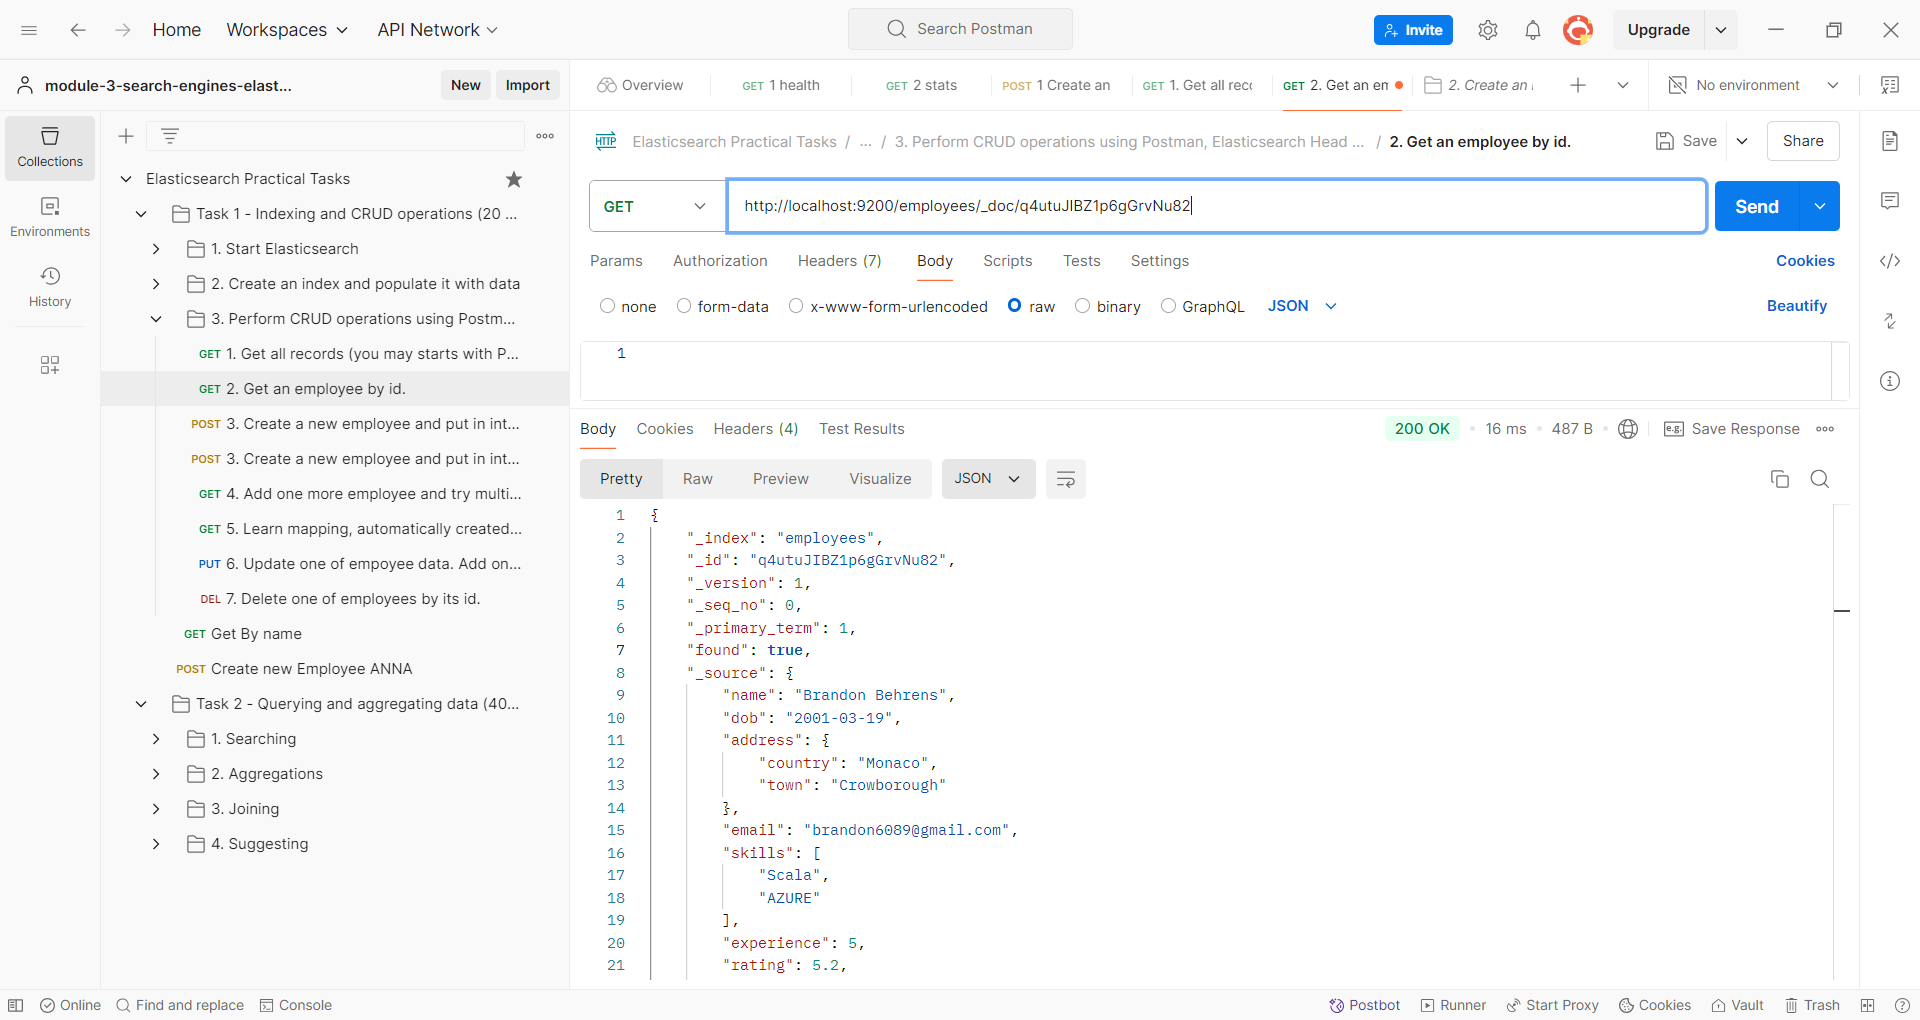 Home Workspaces API Network Search Postman Invite Upgrade
module-3-search-engines-elast... New Import
Overview GET 1 health GET 2 stats POST 1 Create an GET 1. Get all recc GET 2. Get an en 2. Create an No environment
Collections
Environments
History
Elasticsearch Practical Tasks
Task 1 - Indexing and CRUD operations (20 ...
1. Start Elasticsearch
2. Create an index and populate it with data
3. Perform CRUD operations using Postm...
GET 1. Get all records (you may starts with P...
GET 2. Get an employee by id.
POST 3. Create a new employee and put in int...
POST 3. Create a new employee and put in int...
GET 4. Add one more employee and try multi...
GET 5. Learn mapping, automatically created...
PUT 6. Update one of empoyee data. Add on...
DEL 7. Delete one of employees by its id.
GET Get By name
POST Create new Employee ANNA
Task 2 - Querying and aggregating data (40...
1. Searching
2. Aggregations
3. Joining
4. Suggesting
HTTP Elasticsearch Practical Tasks / ... / 3. Perform CRUD operations using Postman, Elasticsearch Head ... / 2. Get an employee by id. Save Share
GET http://localhost:9200/employees/_doc/q4utuJIBZ1p6gGrvNu82 Send
Params Authorization Headers (7) Body Scripts Tests Settings Cookies
none form-data x-www-form-urlencoded raw binary GraphQL JSON Beautify
1
Body Cookies Headers (4) Test Results 200 OK 16 ms 487 B e.g. Save Response
Pretty Raw Preview Visualize JSON
1 {
2 "_index": "employees",
3 "_id": "q4utuJIBZ1p6gGrvNu82",
4 "_version": 1,
5 "_seq_no": 0,
6 "_primary_term": 1,
7 "found": true,
8 "_source": {
9 "name": "Brandon Behrens",
10 "dob": "2001-03-19",
11 "address": {
12 "country": "Monaco",
13 "town": "Crowborough"
14 },
15 "email": "brandon6089@gmail.com",
16 "skills": [
17 "Scala",
18 "AZURE"
19 ],
20 "experience": 5,
21 "rating": 5.2,
Online Find and replace Console Postbot Runner Start Proxy Cookies Vault Trash